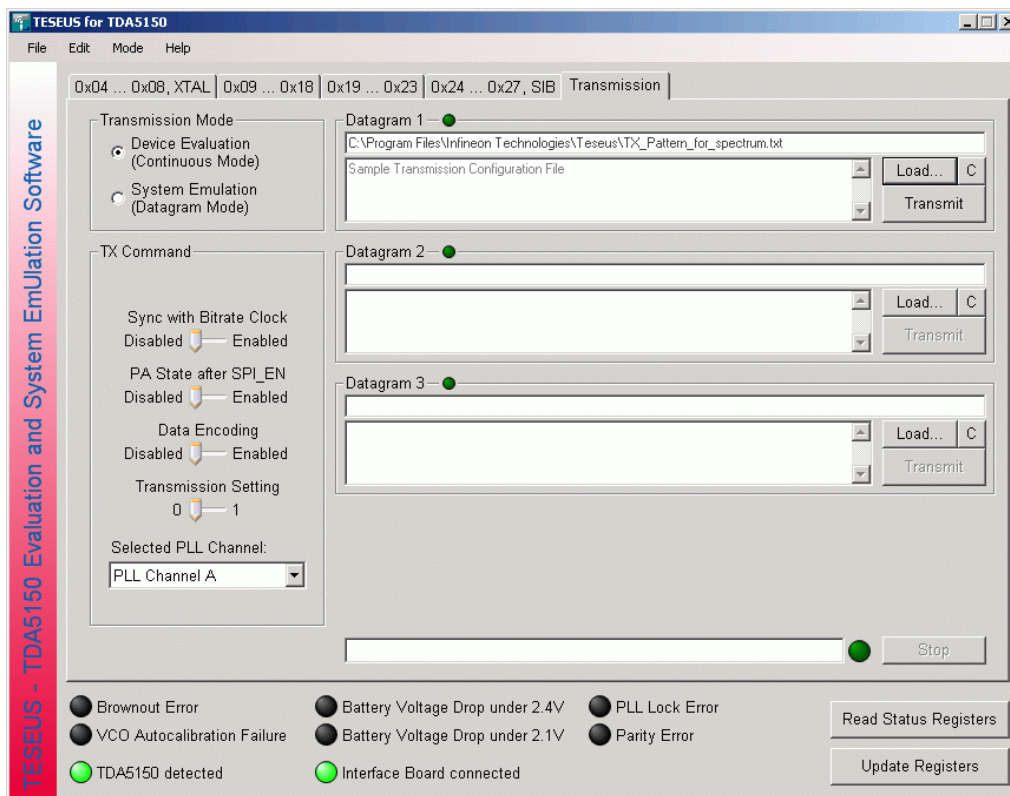 TESEUS for TDA5150
File Edit Mode Help
TESEUS - TDA5150 Evaluation and System EmUlation Software
0x04 ... 0x08, XTAL 0x09 ... 0x18 0x19 ... 0x23 0x24 ... 0x27, SIB Transmission
Transmission Mode
Device Evaluation
(Continuous Mode)
System Emulation
(Datagram Mode)
TX Command
Sync with Bitrate Clock
Disabled Enabled
PA State after SPI_EN
Disabled Enabled
Data Encoding
Disabled Enabled
Transmission Setting
0 1
Selected PLL Channel:
PLL Channel A
Datagram 1
C:\Program Files\Infineon Technologies\Teseus\TX_Pattern_for_spectrum.txt
Sample Transmission Configuration File
Load... C
Transmit
Datagram 2
Load... C
Transmit
Datagram 3
Load... C
Transmit
Stop
Brownout Error
VCO Autocalibration Failure
TDA5150 detected
Battery Voltage Drop under 2.4V
Battery Voltage Drop under 2.1V
Interface Board connected
PLL Lock Error
Parity Error
Read Status Registers
Update Registers